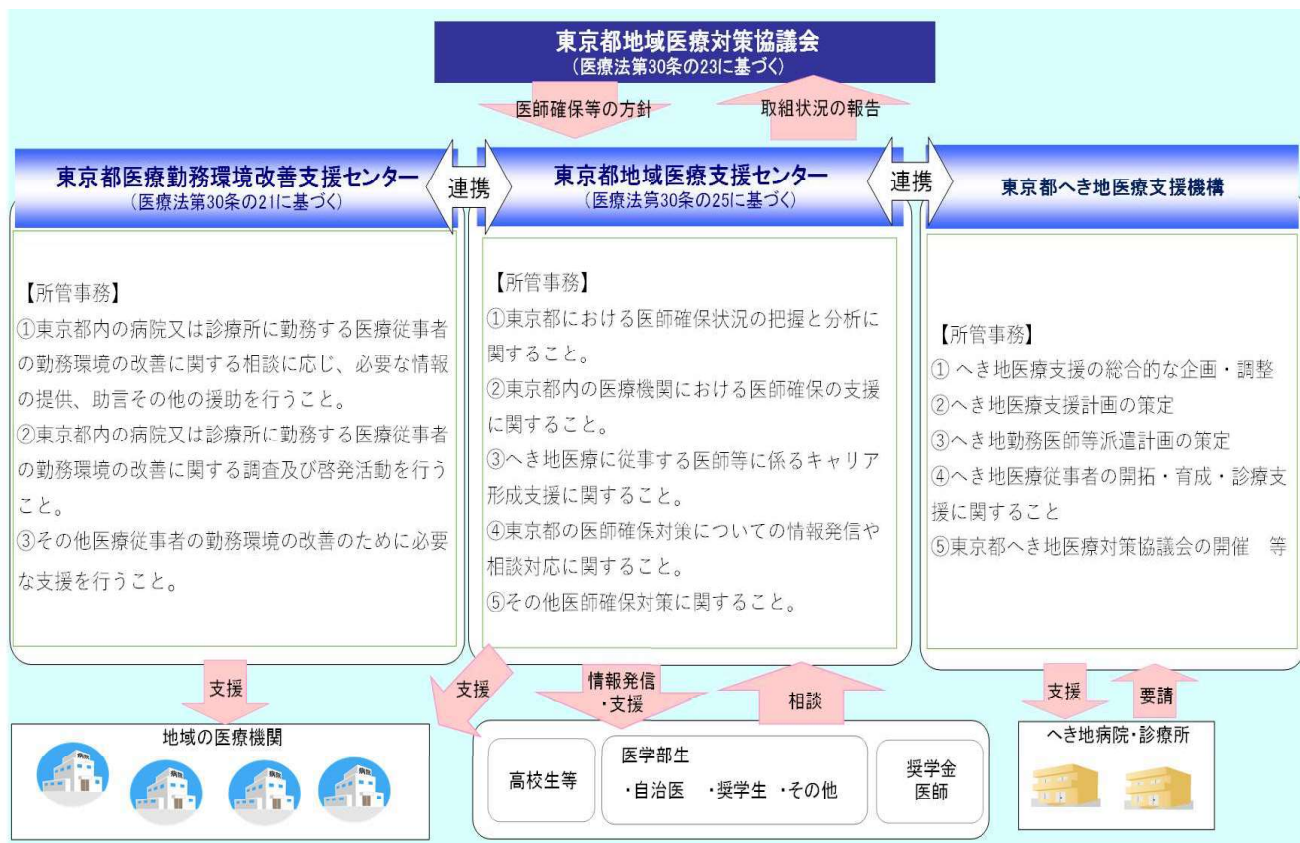 東京都地域医療対策協議会
(医療法第30条の23に基づく)
医師確保等の方針
取組状況の報告
東京都医療勤務環境改善支援センター
(医療法第30条の21に基づく)
連携
東京都地域医療支援センター
(医療法第30条の25に基づく)
連携
東京都へき地医療支援機構
【所管事務】
①東京都内の病院又は診療所に勤務する医療従事者
の勤務環境の改善に関する相談に応じ、必要な情報
の提供、助言その他の援助を行うこと。
②東京都内の病院又は診療所に勤務する医療従事者
の勤務環境の改善に関する調査及び啓発活動を行う
こと。
③その他医療従事者の勤務環境の改善のために必要
な支援を行うこと。
【所管事務】
①東京都における医師確保状況の把握と分析に
関すること。
②東京都内の医療機関における医師確保の支援
に関すること。
③へき地医療に従事する医師等に係るキャリア
形成支援に関すること。
④東京都の医師確保対策についての情報発信や
相談対応に関すること。
⑤その他医師確保対策に関すること。
【所管事務】
① へき地医療支援の総合的な企画・調整
②へき地医療支援計画の策定
③へき地勤務医師等派遣計画の策定
④へき地医療従事者の開拓・育成・診療支
援に関すること
⑤東京都へき地医療対策協議会の開催　等
支援
支援
情報発信
・支援
相談
支援
要請
地域の医療機関
病院
病院
病院
病院
高校生等
医学部生
・自治医　・奨学生　・その他
奨学金
医師
へき地病院・診療所